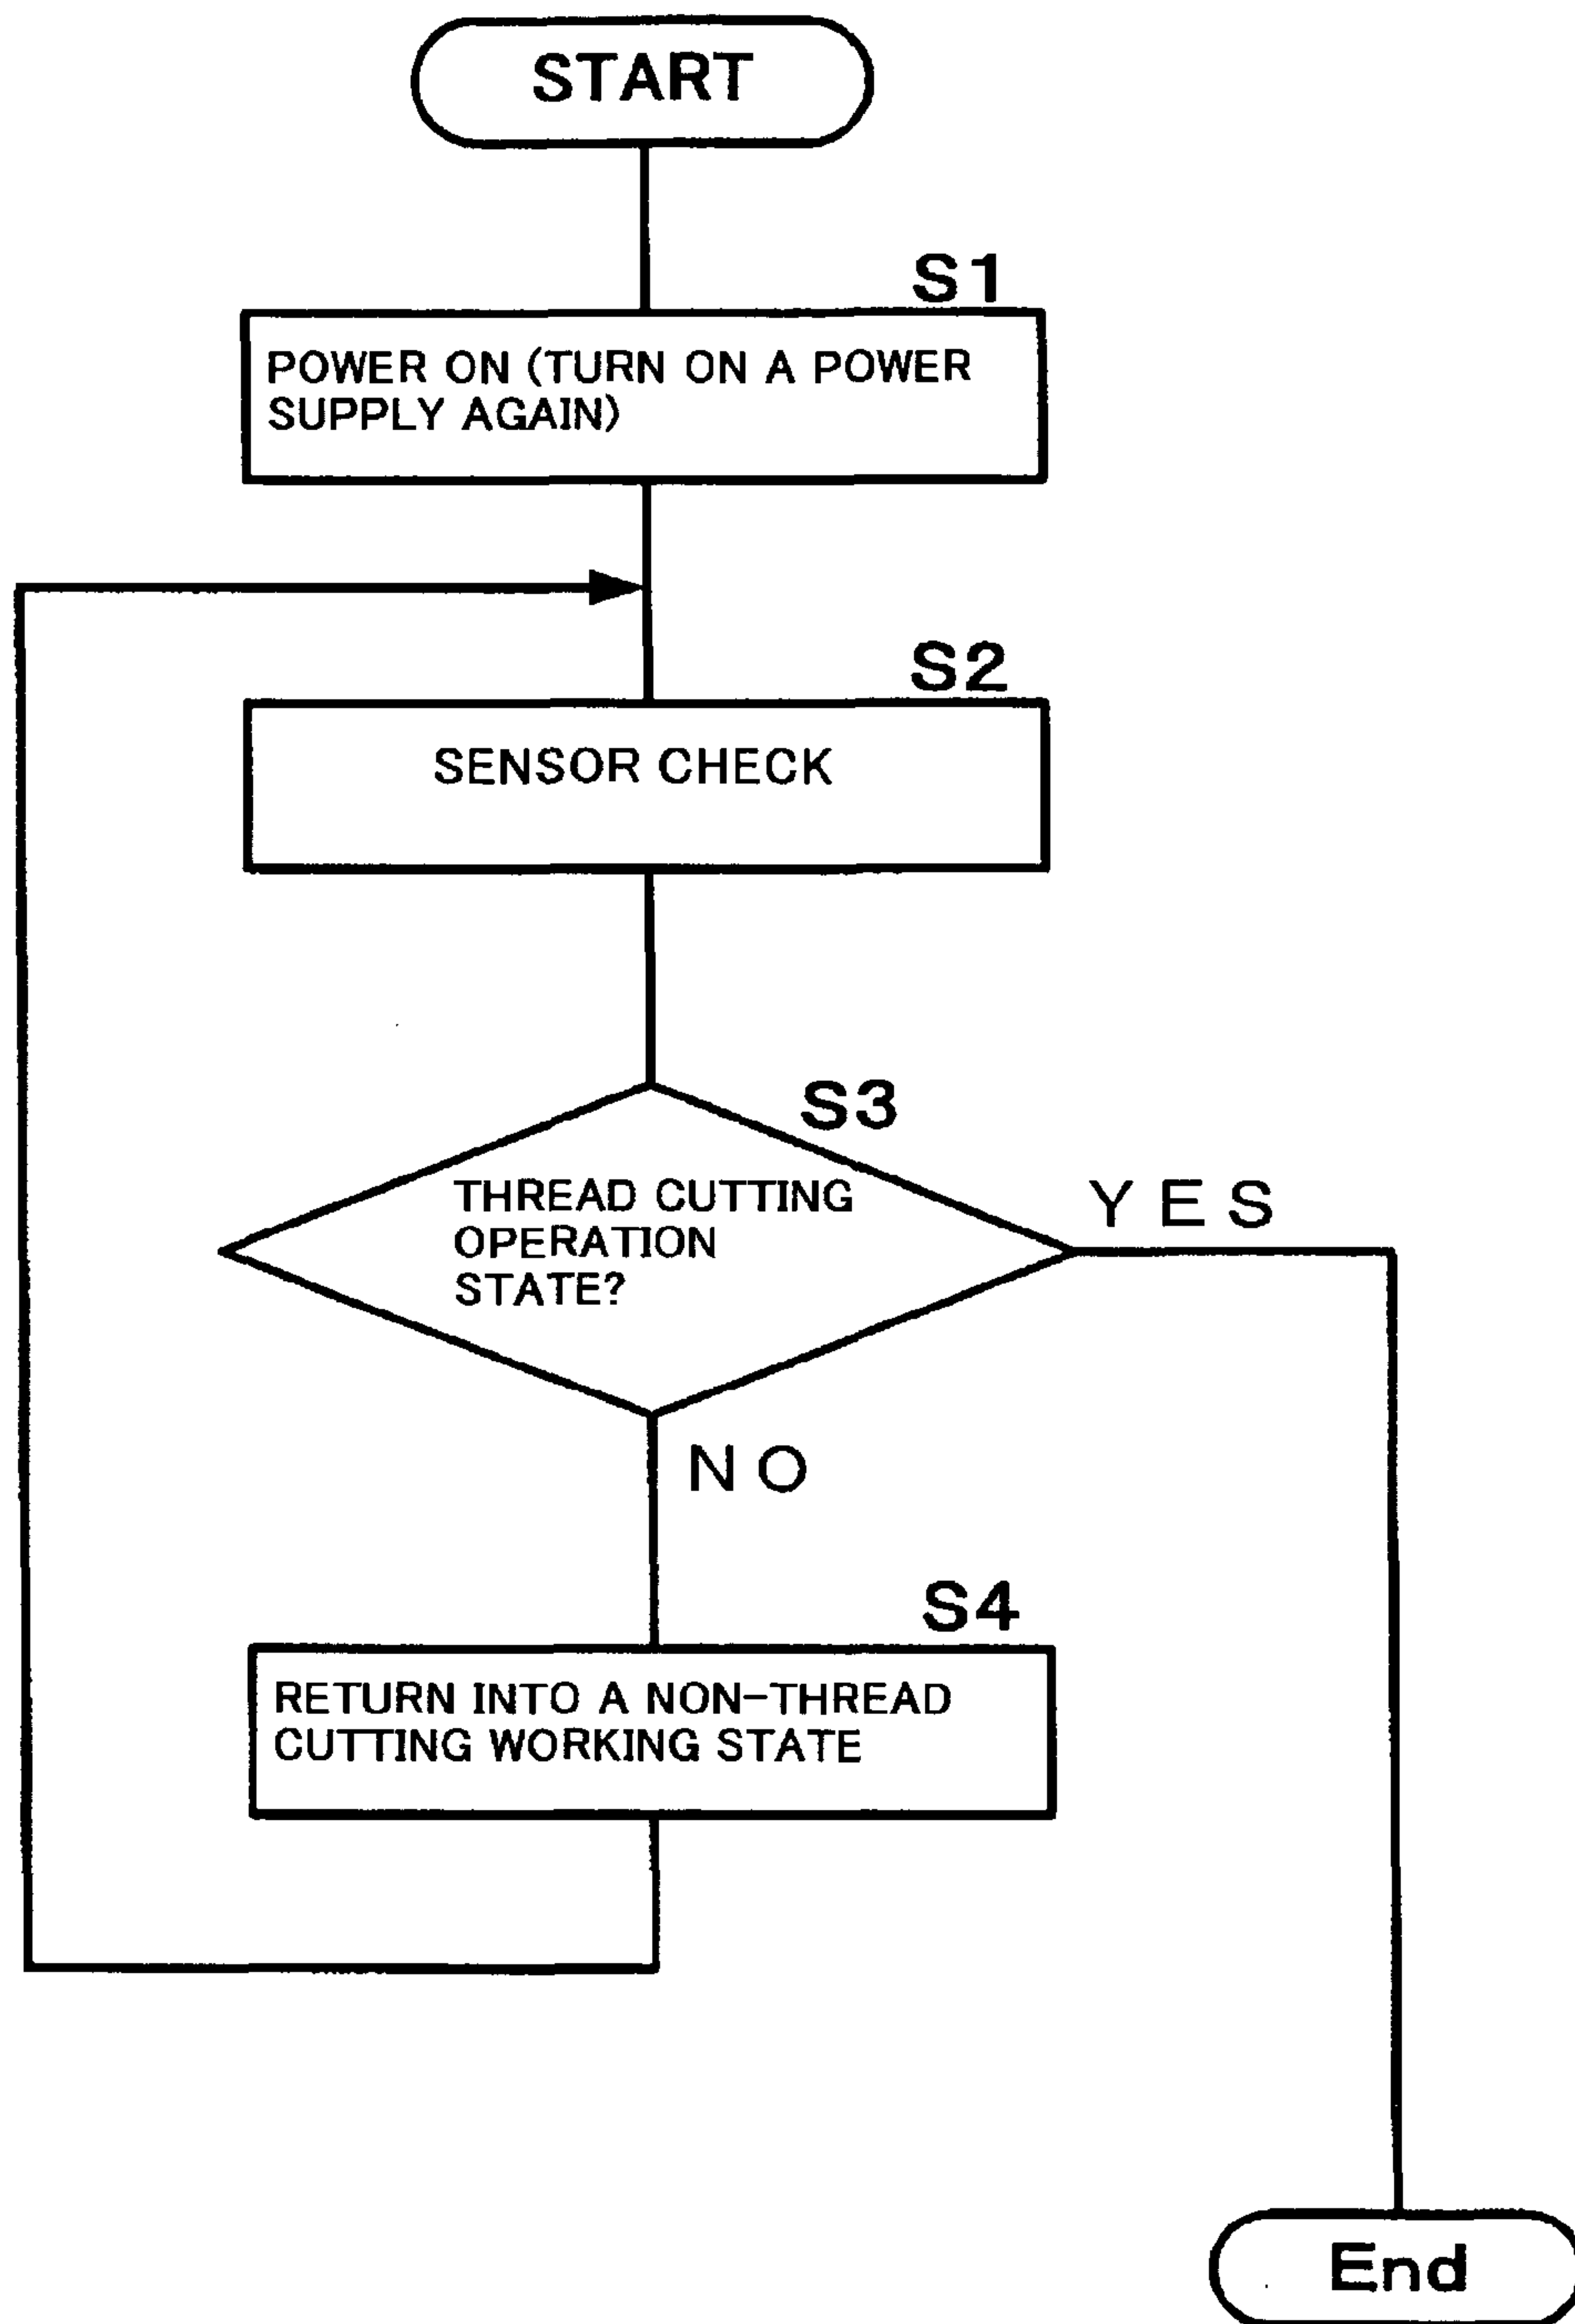 START
S1
POWER ON (TURN ON A POWER
SUPPLY AGAIN)
S2
SENSOR CHECK
S3
THREAD CUTTING
OPERATION
STATE?
YES
NO
S4
RETURN INTO A NON-THREAD
CUTTING WORKING STATE
End